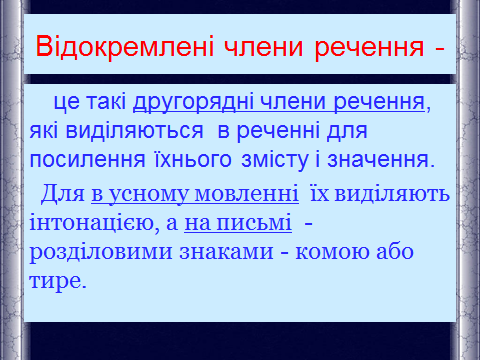 Відокремлені члени речення -
це такі другорядні члени речення,
які виділяються в реченні для
посилення їхнього змісту і значення.
Для в усному мовленні їх виділяють
інтонацією, а на письмі -
розділовими знаками - комою або
тире.